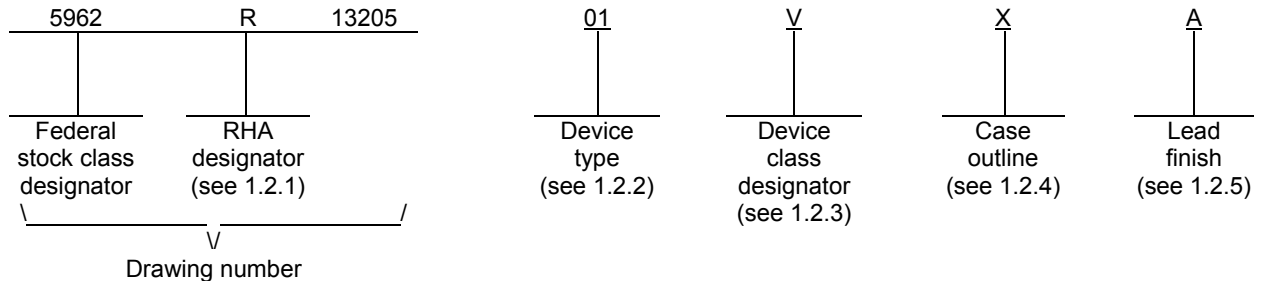 5962 R 13205 01 V X A
Federal RHA Device Device Case Lead
stock class designator type class outline finish
designator (see 1.2.1) (see 1.2.2) designator (see 1.2.4) (see 1.2.5)
(see 1.2.3)
Drawing number